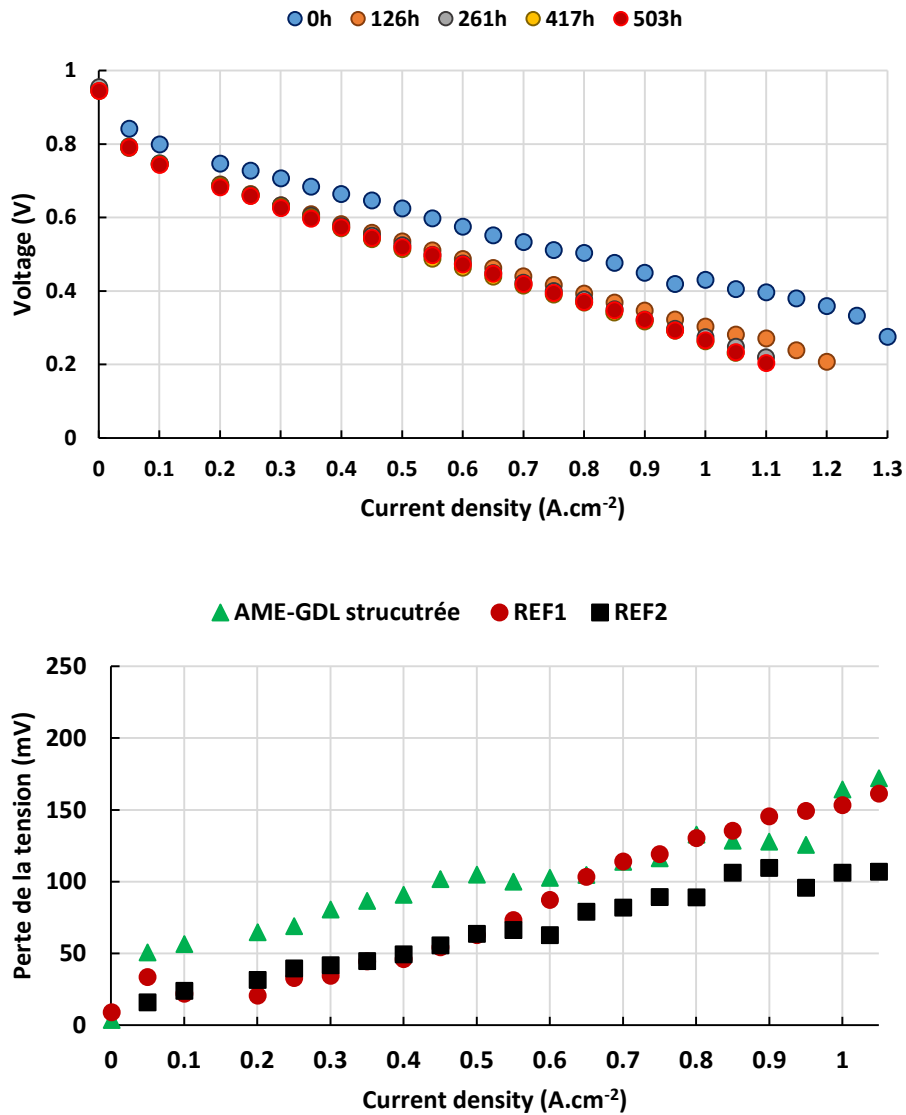 0h 126h 261h 417h 503h
1
0.8
0.6
0.4
0.2
0
Voltage (V)
0 0.1 0.2 0.3 0.4 0.5 0.6 0.7 0.8 0.9 1 1.1 1.2 1.3
Current density (A.cm-2)
AME-GDL strucutrée REF1 REF2
250
200
150
100
50
0
Perte de la tension (mV)
0 0.1 0.2 0.3 0.4 0.5 0.6 0.7 0.8 0.9 1
Current density (A.cm-2)